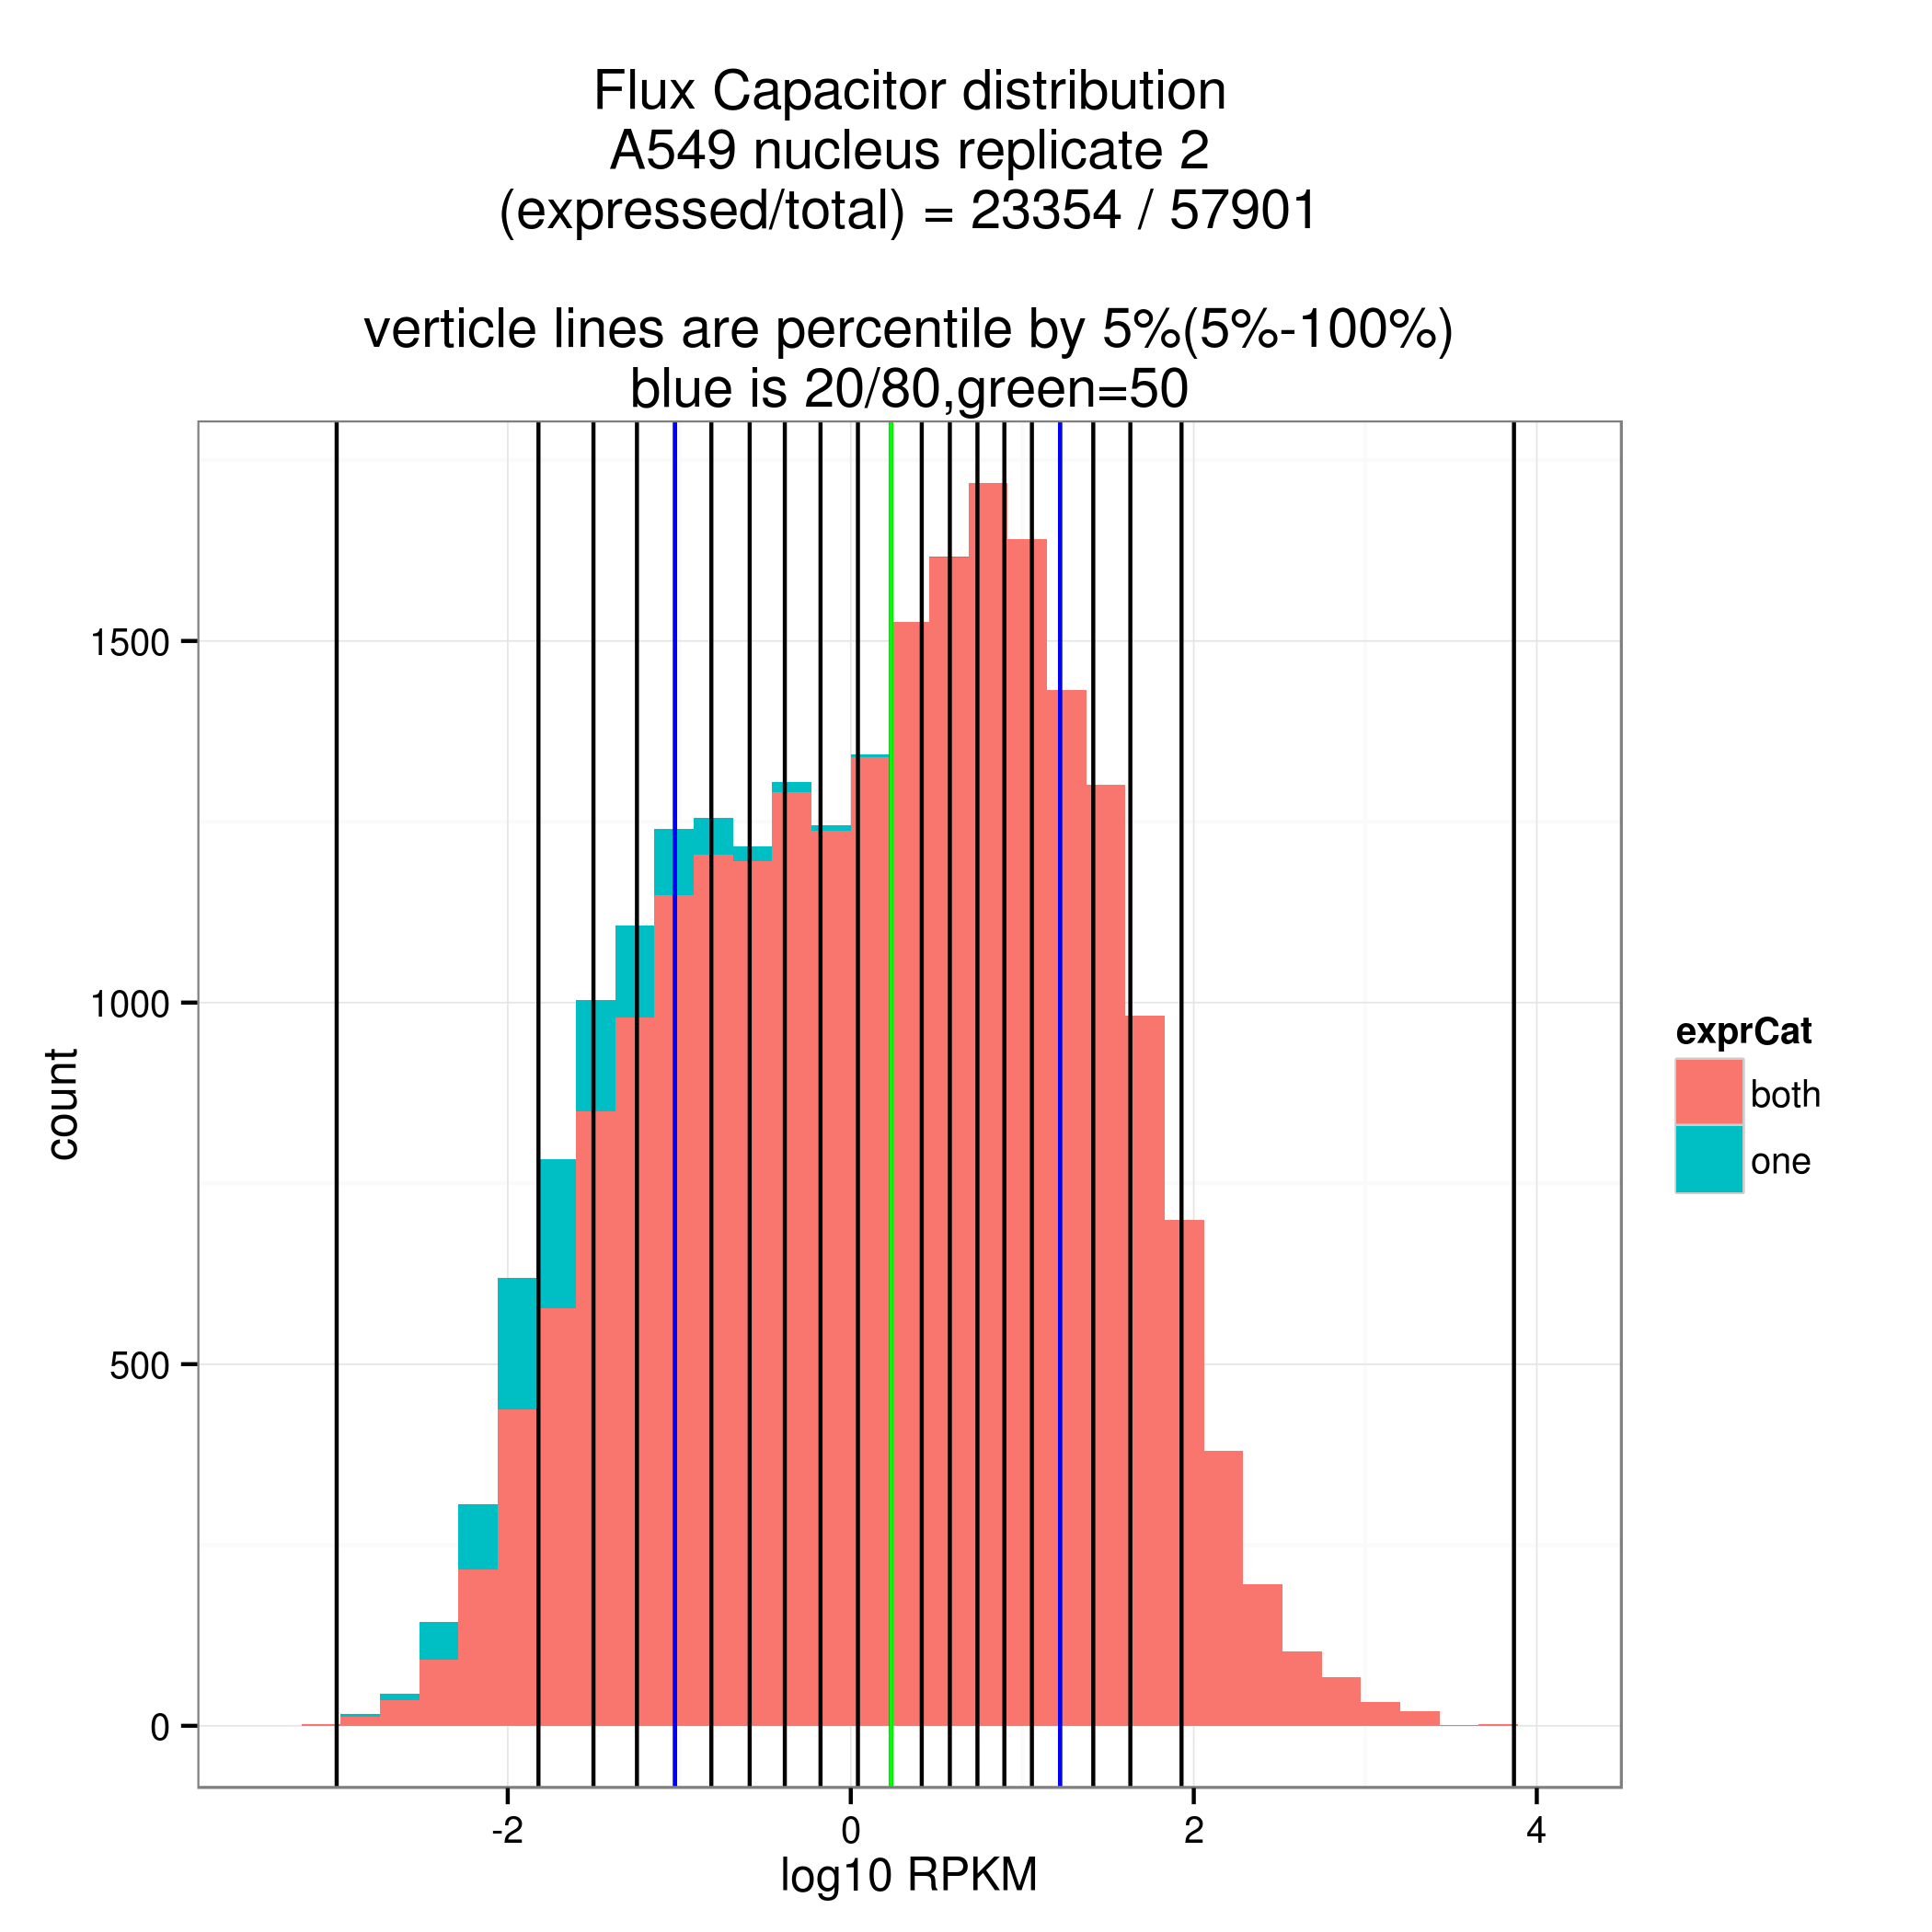 Flux Capacitor distribution
A549 nucleus replicate 2
(expressed/total) = 23354 / 57901
verticle lines are percentile by 5%(5%-100%)
blue is 20/80,green=50
1500
1000
500
0
count
-2
0
2
4
log10 RPKM
exprCat
both
one